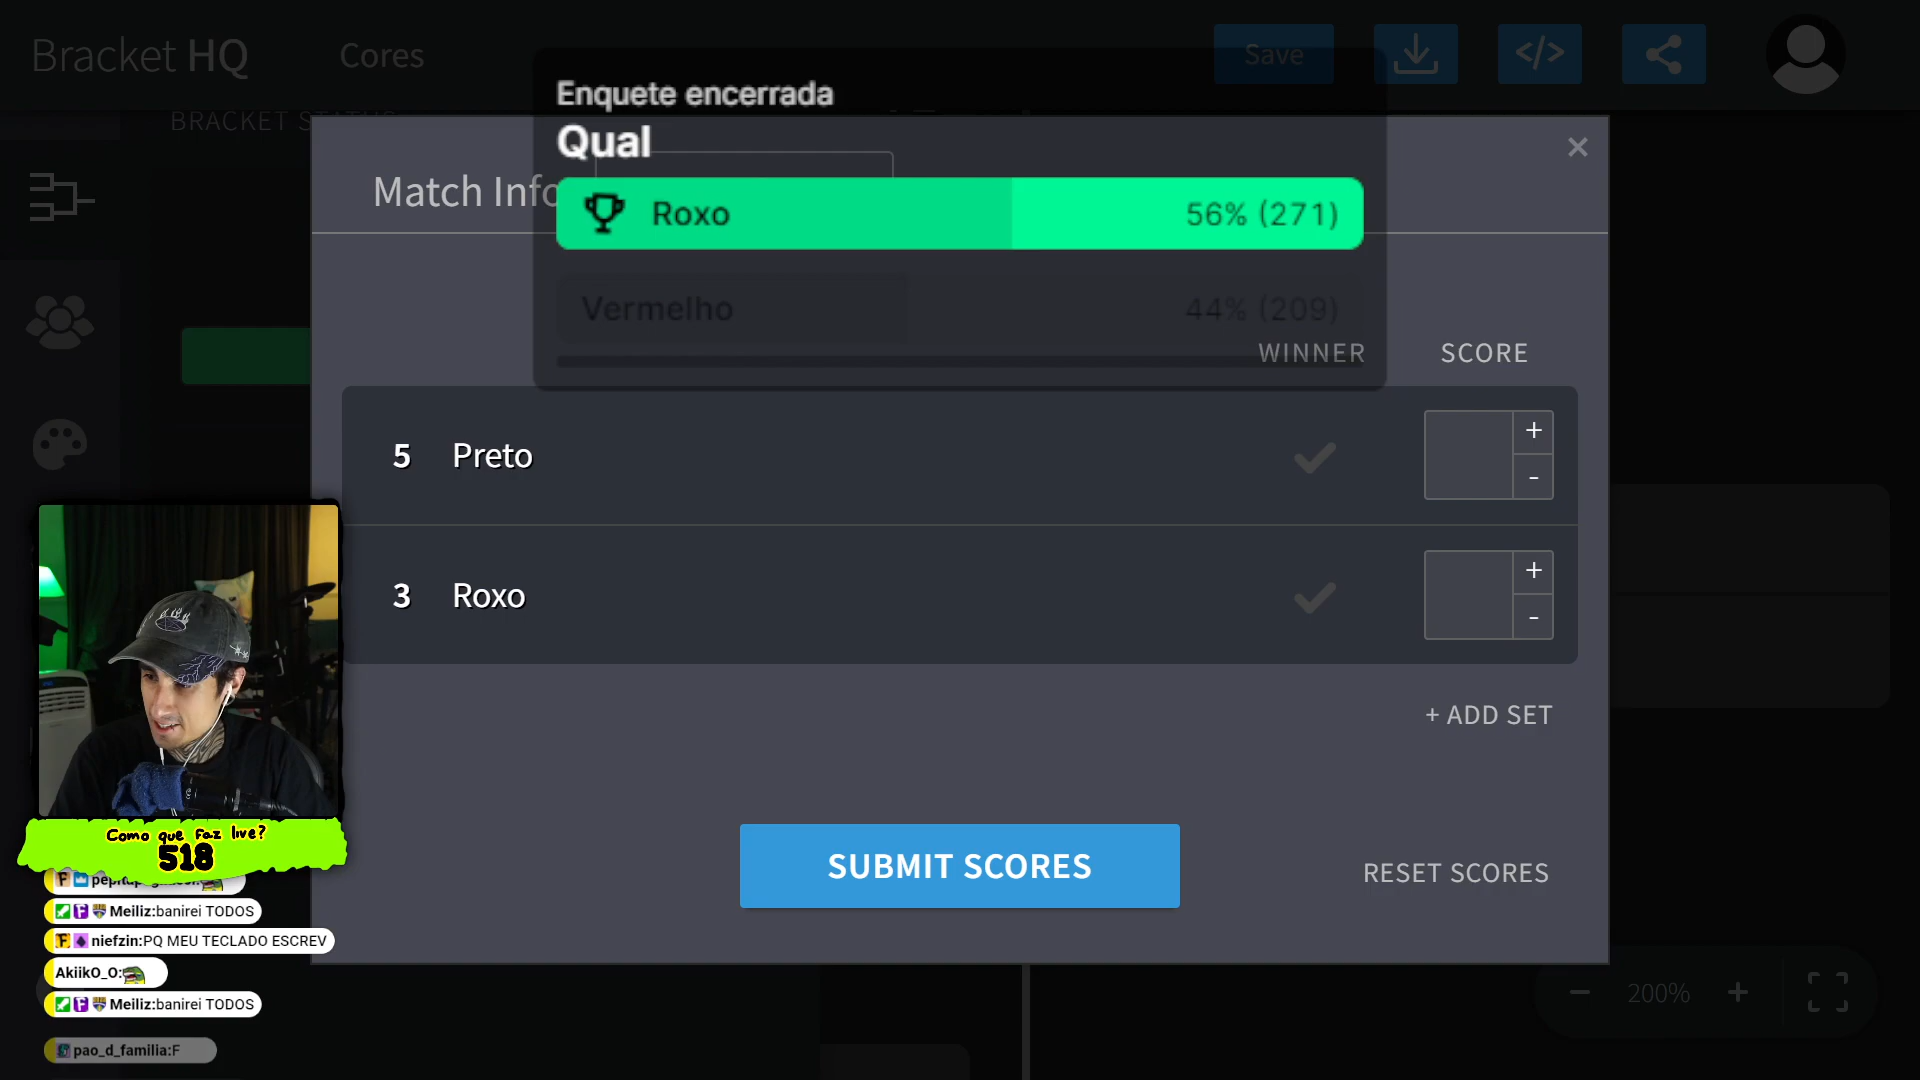 Bracket HQ
Cores
Save
BRACKET STATUS
Enquete encerrada
Qual
Match Info
Roxo
56% (271)
Vermelho
44% (209)
WINNER
SCORE
5 Preto
+
-
3 Roxo
+
-
+ ADD SET
SUBMIT SCORES
RESET SCORES
Como que faz live?
518
Meiliz:banirei TODOS
niefzin:PQ MEU TECLADO ESCREV
AkiikO_O:
Meiliz:banirei TODOS
pao_d_familia:F
200%